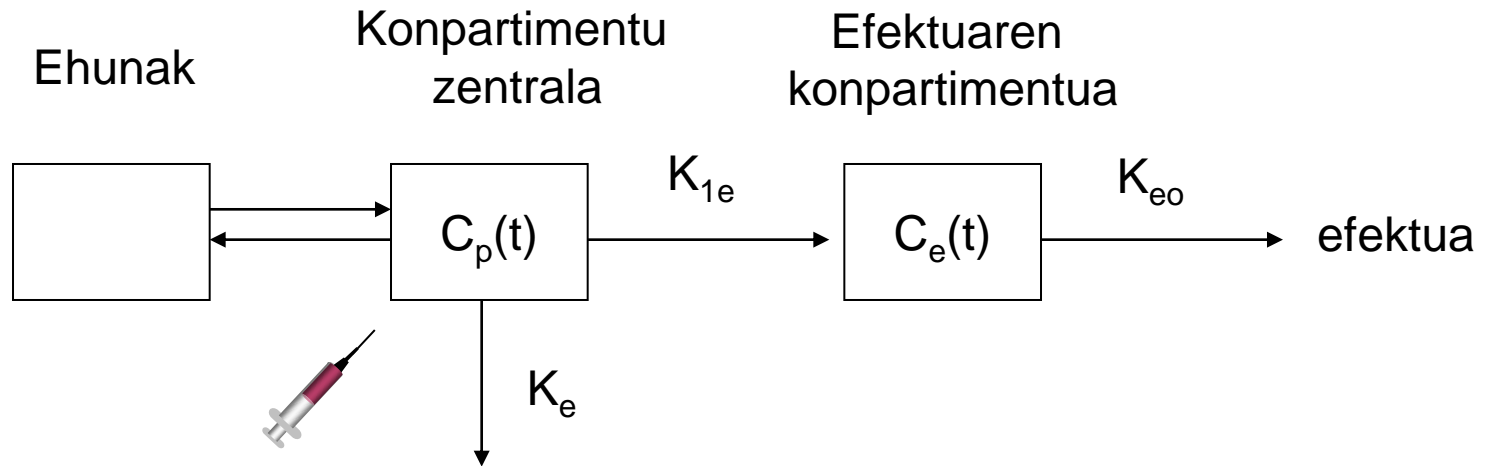 Ehunak
Konpartimentu
zentrala
Efektuaren
konpartimentua
Cp(t)
K1e
Ce(t)
Keo
efektua
Ke